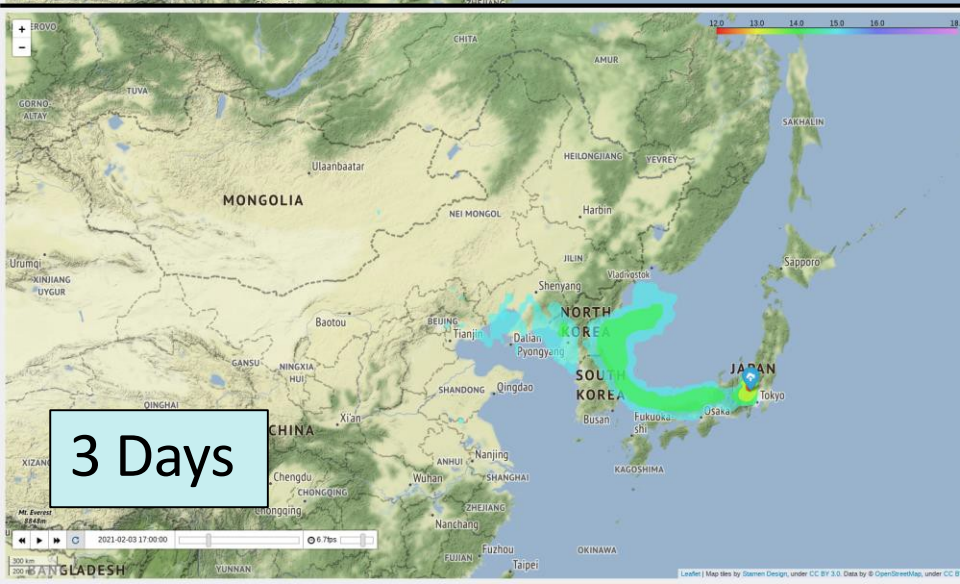 +
−
EROVO
12.0 13.0 14.0 15.0 16.0 18.
CHITA
AMUR
TUVA
GORNO-
ALTAY
SAKHALIN
HEILONGJIANG
YEVREY
Ulaanbaatar
MONGOLIA
NEI MONGOL
Harbin
JILIN
Sapporo
Urumqi
XINJIANG
UYGUR
Vladivostok
Shenyang
NORTH
KOREA
Baotou
BEIJING
Tianjin
Dalian
Pyongyang
GANSU
NINGXIA
HUI
JAPAN
SOUTH
KOREA
SHANDONG
Qingdao
Tokyo
Osaka
QINGHAI
Busan
Fukuoka-
shi
Xi'an
CHINA
3 Days
XIZANG
ANHUI
Nanjing
SHANGHAI
KAGOSHIMA
Chengdu
Wuhan
CHONGQING
Chongqing
ZHEJIANG
Mt. Everest
8848m
Nanchang
2021-02-03 17:00:00
6.7fps
Fuzhou
FUJIAN
OKINAWA
Taipei
300 km
200
BANGLADESH
YUNNAN
Leaflet | Map tiles by Stamen Design, under CC BY 3.0. Data by © OpenStreetMap, under CC B